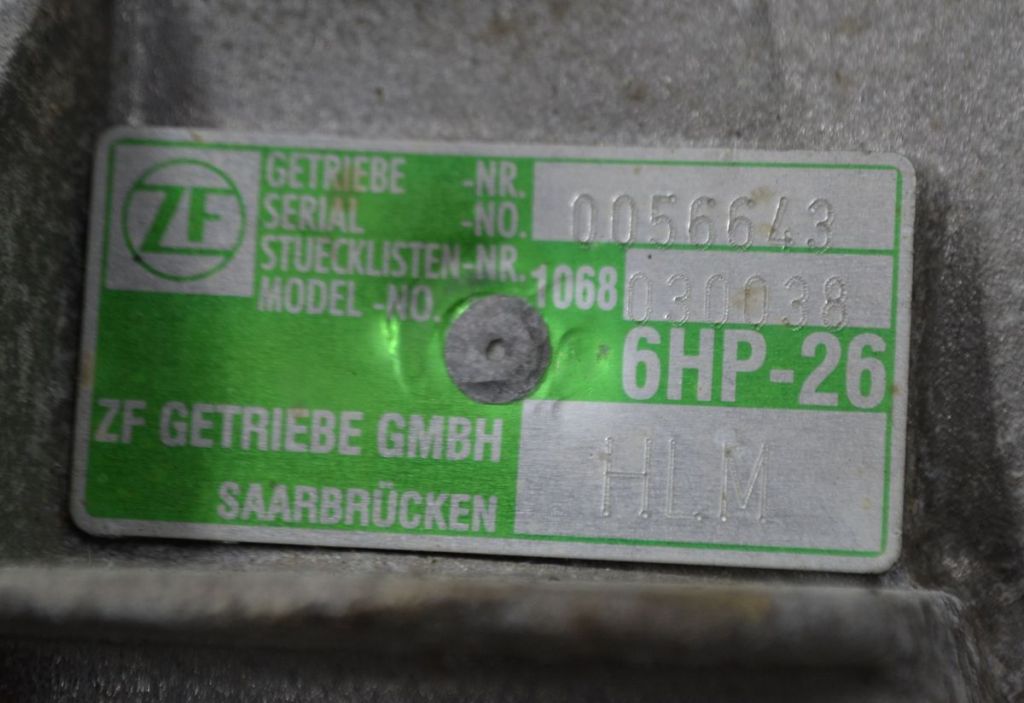 ZF
GETRIEBE -NR.
SERIAL -NO. 0056643
STUECKLISTEN-NR.
MODEL -NO. 1068 030038
6HP-26
ZF GETRIEBE GMBH
SAARBRÜCKEN
HLM